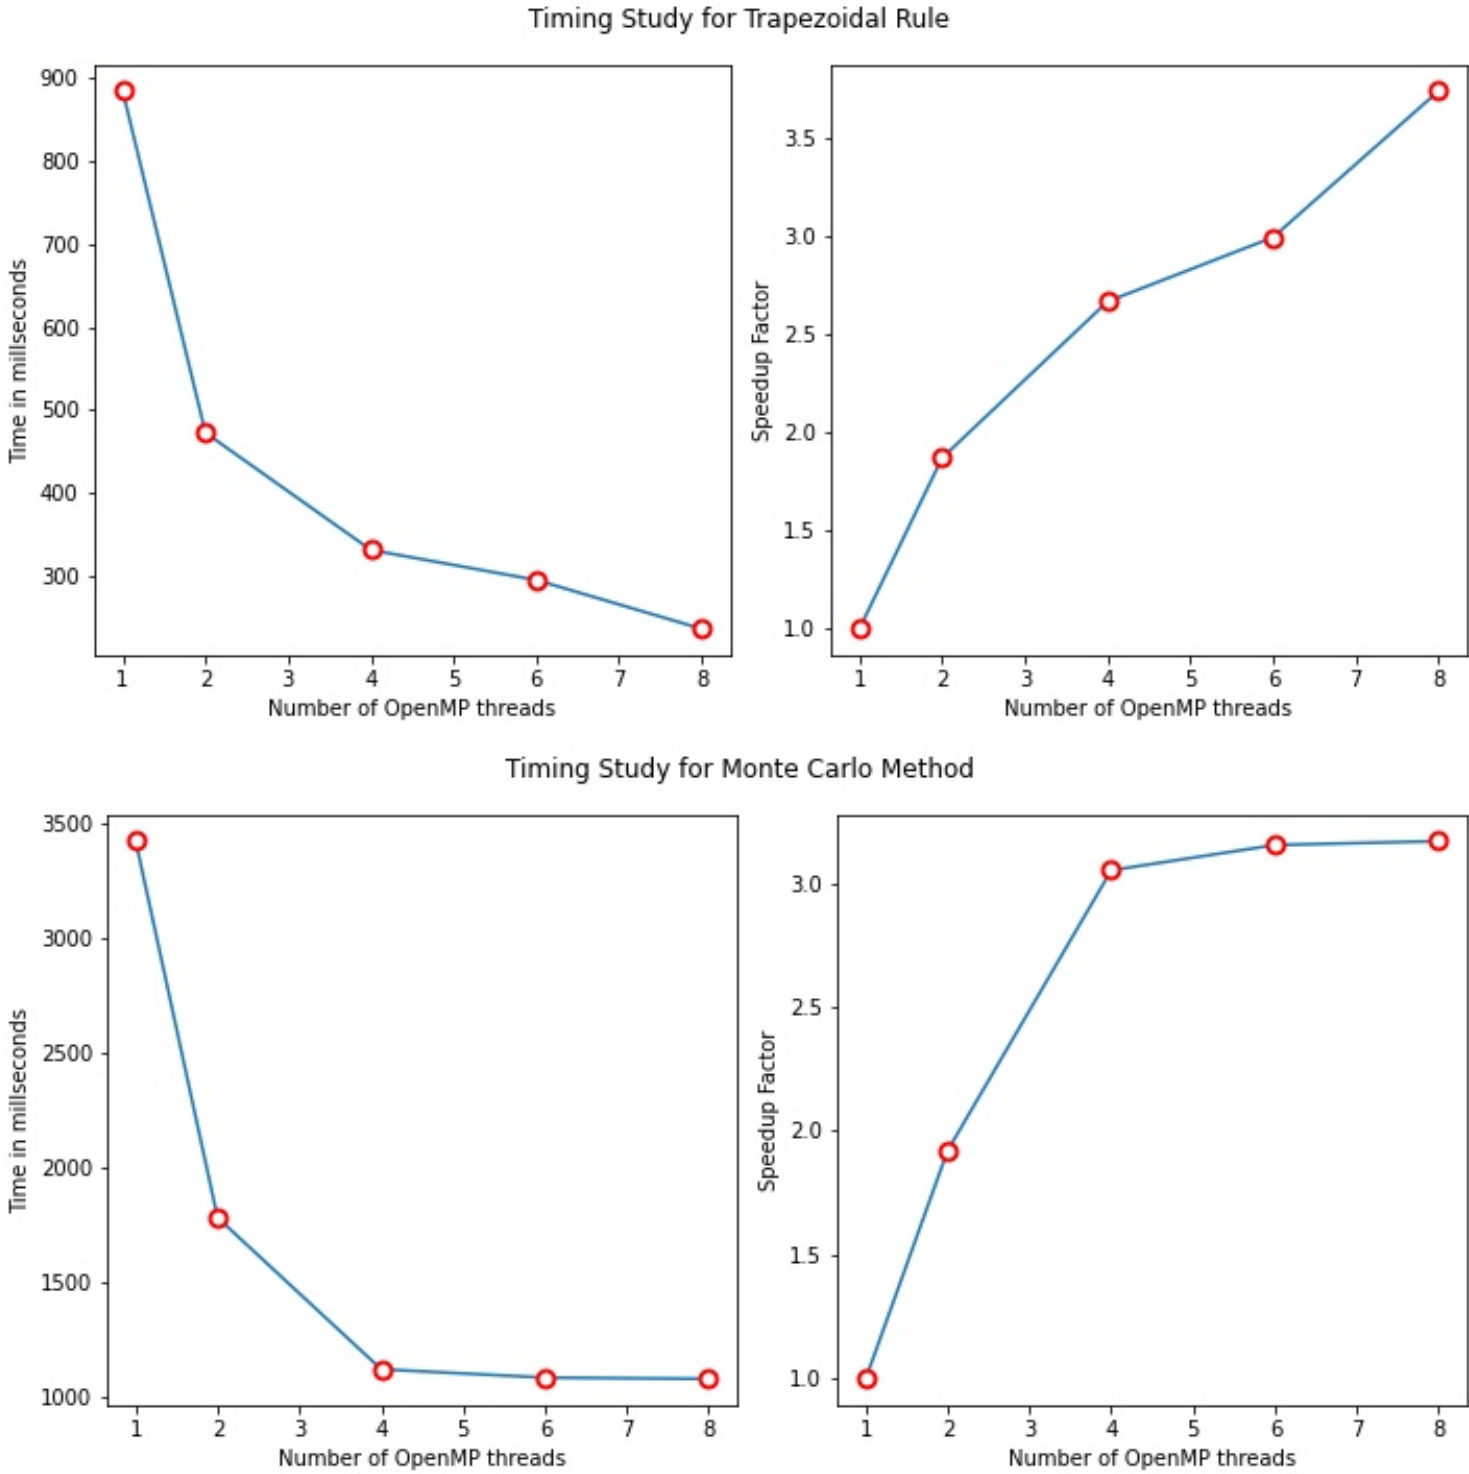 Timing Study for Trapezoidal Rule
900
800
700
600
500
400
300
Time in millseconds
1 2 3 4 5 6 7 8
Number of OpenMP threads
3.5
3.0
2.5
2.0
1.5
1.0
Speedup Factor
1 2 3 4 5 6 7 8
Number of OpenMP threads
Timing Study for Monte Carlo Method
3500
3000
2500
2000
1500
1000
Time in millseconds
1 2 3 4 5 6 7 8
Number of OpenMP threads
3.0
2.5
2.0
1.5
1.0
Speedup Factor
1 2 3 4 5 6 7 8
Number of OpenMP threads